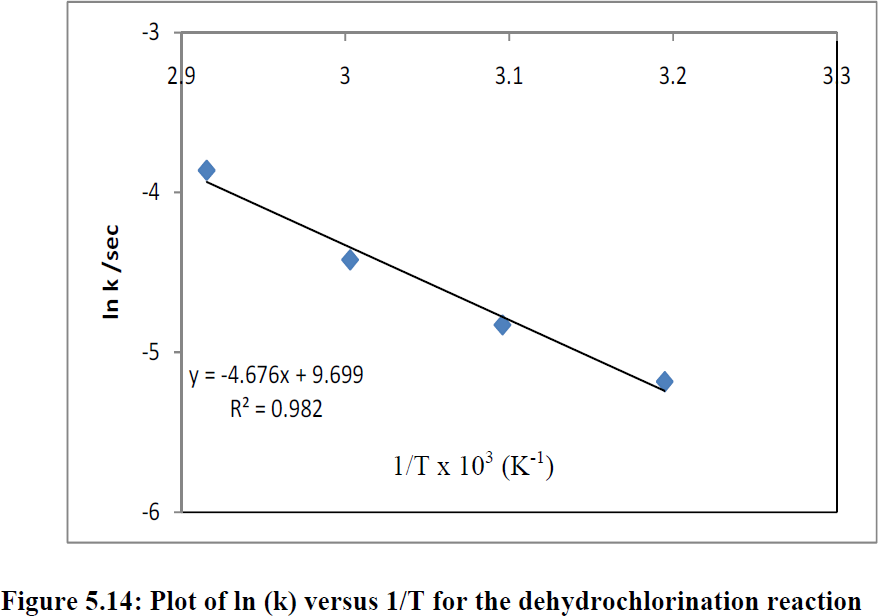 -3
2.9 3 3.1 3.2 3.3
-4
ln k /sec
-5
y = -4.676x + 9.699
R² = 0.982
1/T x 10³ (K⁻¹)
-6
Figure 5.14: Plot of ln (k) versus 1/T for the dehydrochlorination reaction